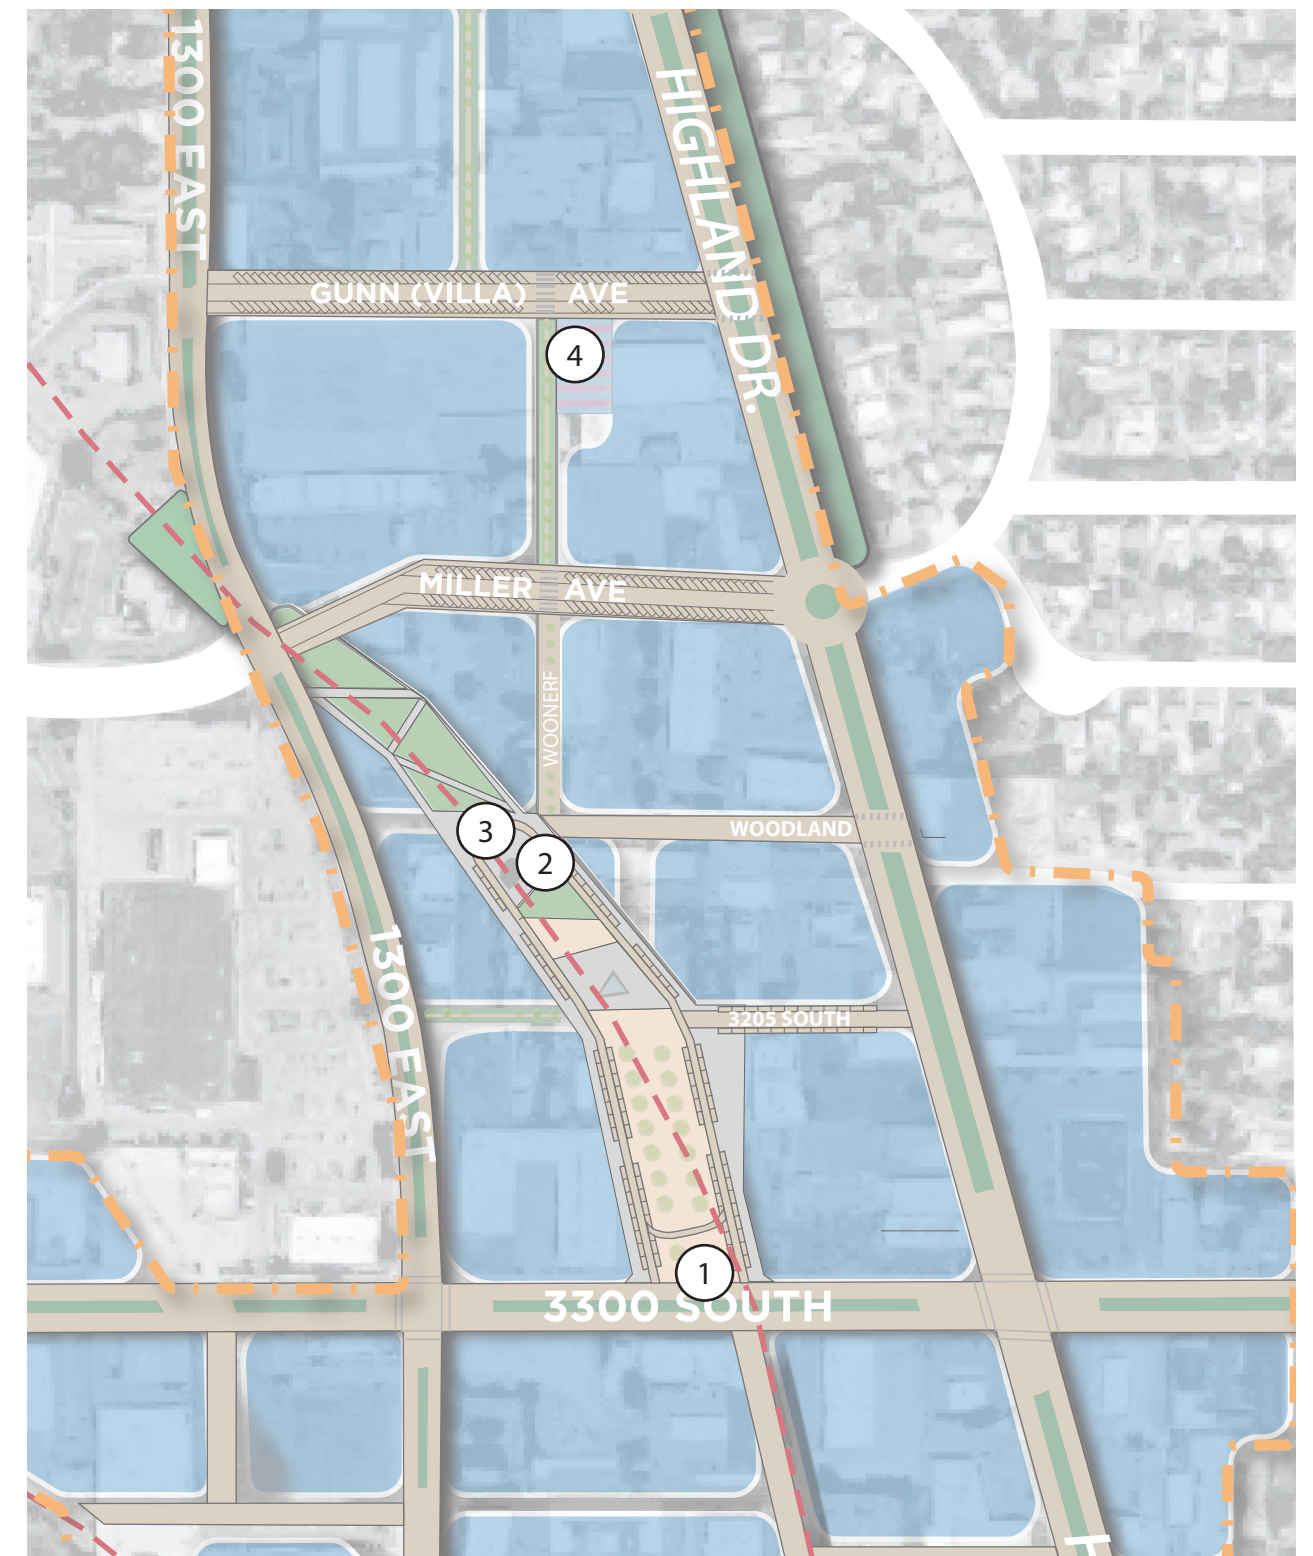 1300 EAST
HIGHLAND DR.
GUNN (VILLA) AVE
4
MILLER AVE
WOONERF
3
2
WOODLAND
1300 EAST
3205 SOUTH
1
3300 SOUTH
H